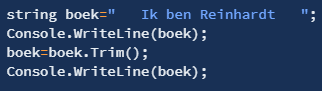 string boek="   Ik ben Reinhardt   ";
Console.WriteLine(boek);
boek=boek.Trim();
Console.WriteLine(boek);